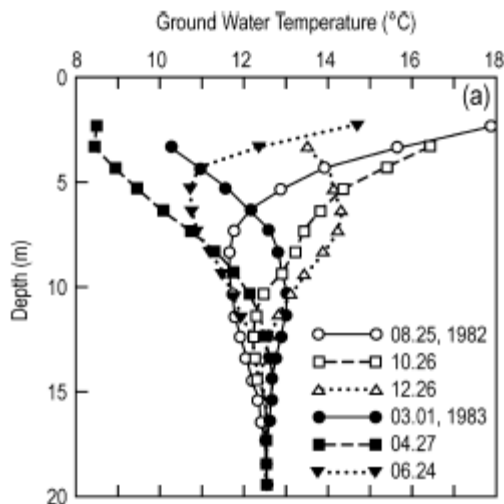 Ground Water Temperature (°C)
8 10 12 14 16 18
(a)
0
5
10
15
20
Depth (m)
08.25, 1982
10.26
12.26
03.01, 1983
04.27
06.24